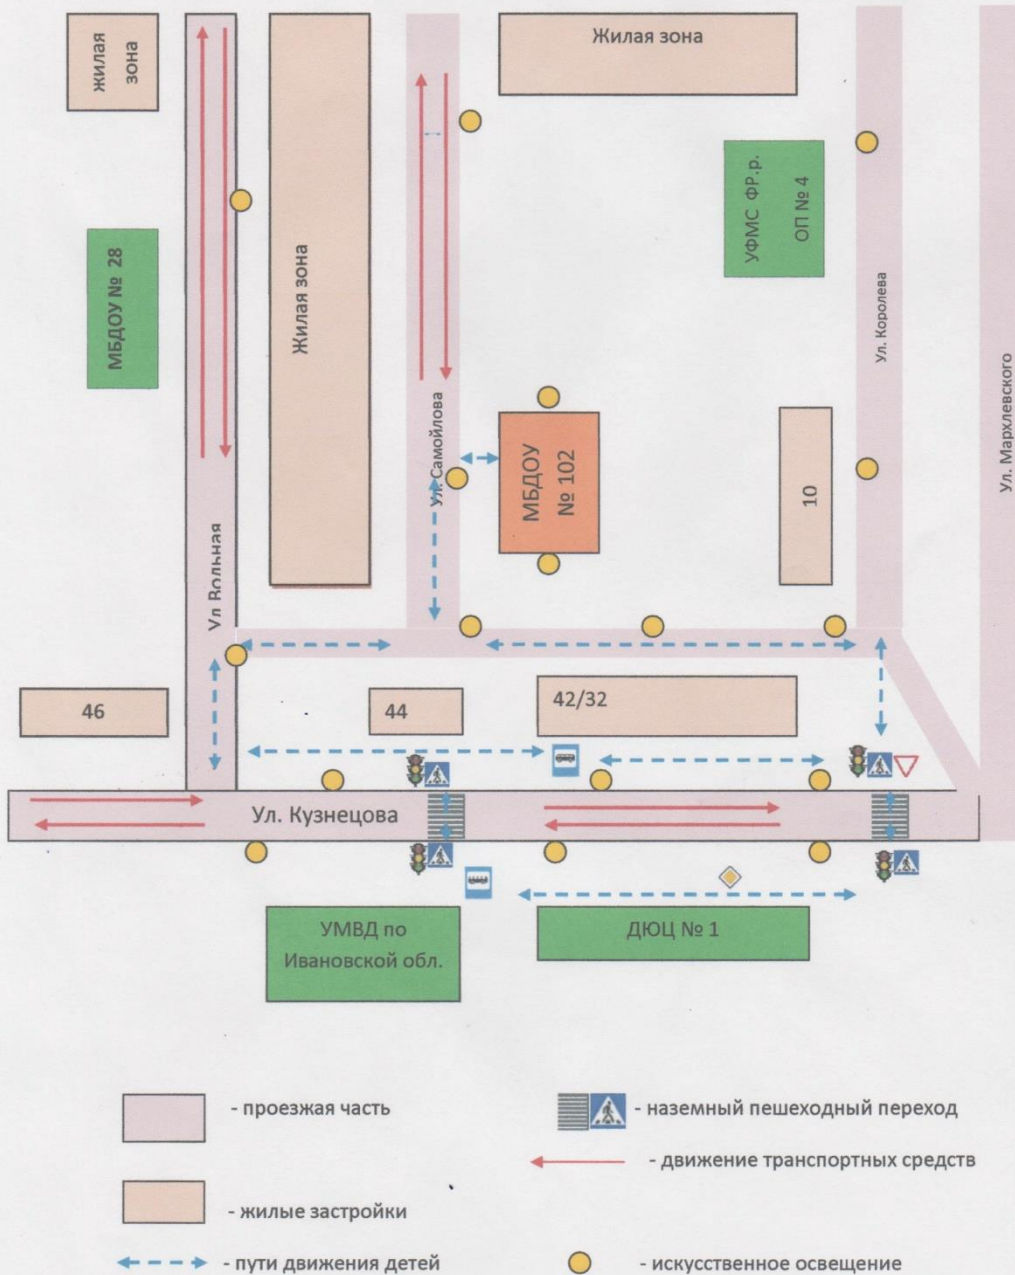 жилая
зона
Жилая зона
УФМС ФР.р.
ОП № 4
МБДОУ № 28
Жилая зона
Ул. Королева
Ул. Мархлевского
Ул. Самойлова
МБДОУ
№ 102
10
Ул Вольная
46
44
42/32
Ул. Кузнецова
УМВД по
Ивановской обл.
ДЮЦ № 1
- проезжая часть
- наземный пешеходный переход
- движение транспортных средств
- жилые застройки
- пути движения детей
- искусственное освещение